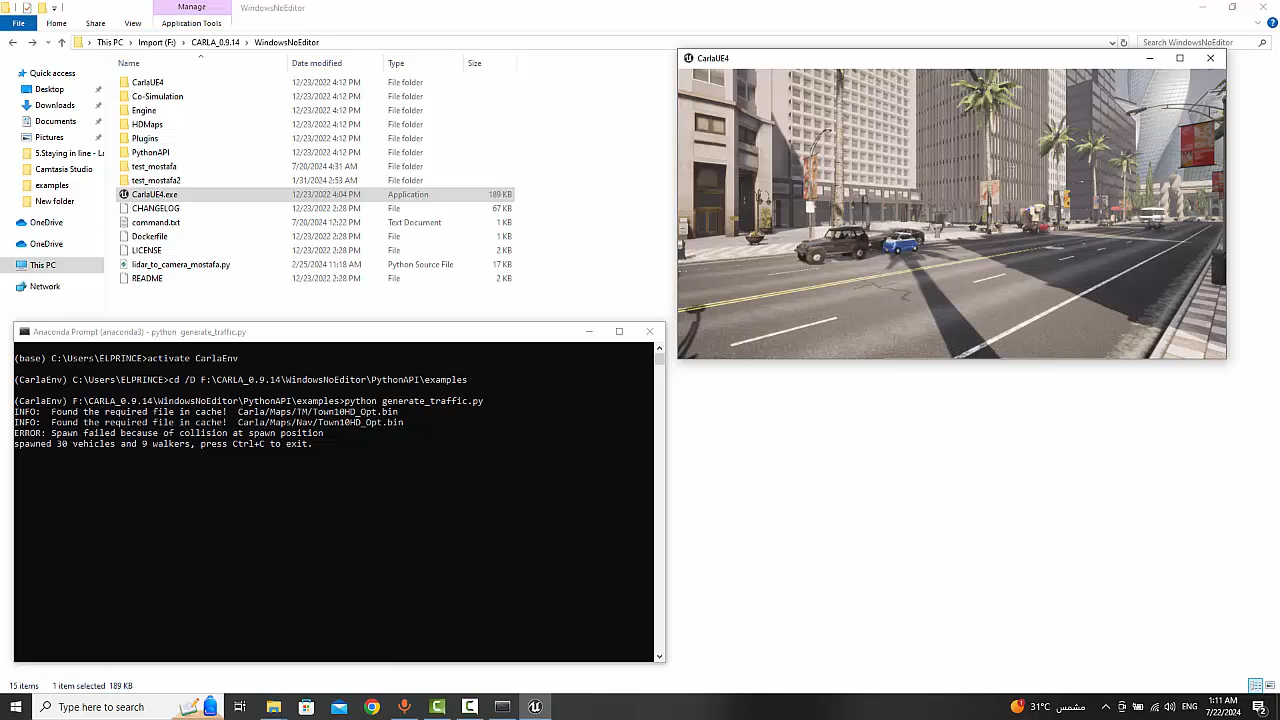 Manage
WindowsNoEditor
File
Home
Share
View
Application Tools
This PC
Import (F:)
CARLA_0.9.14
WindowsNoEditor
Search WindowsNoEditor
Name
Date modified
Type
Size
CarlaUE4 12/23/2022 4:12 PM File folder
Co-Simulation 12/23/2022 4:12 PM File folder
Engine 12/23/2022 4:12 PM File folder
HDMaps 12/23/2022 4:12 PM File folder
Plugins 12/23/2022 4:12 PM File folder
PythonAPI 12/23/2022 4:12 PM File folder
test_mostafa 7/20/2024 4:31 AM File folder
test_mostafa2 1/31/2024 2:53 AM File folder
CarlaUE4.exe 12/23/2022 4:04 PM Application 189 KB
CHANGELOG 12/23/2022 2:28 PM File 67 KB
command.txt 7/20/2024 12:22 PM Text Document 1 KB
Dockerfile 12/23/2022 2:28 PM File 1 KB
LICENSE 12/23/2022 2:28 PM File 2 KB
lidar_to_camera_mostafa.py 2/25/2024 11:18 AM Python Source File 17 KB
README 12/23/2022 2:28 PM File 2 KB
Quick access
Desktop
Downloads
Documents
Pictures
5.Staying in line - La
Camtasia Studio
examples
New folder
OneDrive
OneDrive
This PC
Network
CarlaUE4
Anaconda Prompt (anaconda3) - python generate_traffic.py
(base) C:\Users\ELPRINCE>activate CarlaEnv
(CarlaEnv) C:\Users\ELPRINCE>cd /D F:\CARLA_0.9.14\WindowsNoEditor\PythonAPI\examples
(CarlaEnv) F:\CARLA_0.9.14\WindowsNoEditor\PythonAPI\examples>python generate_traffic.py
INFO: Found the required file in cache! Carla/Maps/TM/Town10HD_Opt.bin
INFO: Found the required file in cache! Carla/Maps/Nav/Town10HD_Opt.bin
ERROR: Spawn failed because of collision at spawn position
spawned 30 vehicles and 9 walkers, press Ctrl+C to exit.
15 items
1 item selected 189 KB
Type here to search
31°C مشمس
ENG
1:11 AM
7/22/2024